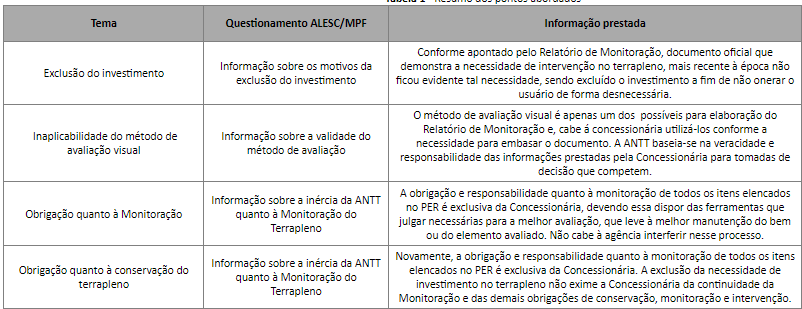 Tabela 1 - Resumo dos pontos abordados
Tema
Questionamento ALESC/MPF
Informação prestada
Exclusão do investimento
Informação sobre os motivos da
exclusão do investimento
Conforme apontado pelo Relatório de Monitoração, documento oficial que
demonstra a necessidade de intervenção no terrapleno, mais recente à época não
ficou evidente tal necessidade, sendo excluído o investimento a fim de não onerar o
usuário de forma desnecessária.
Inaplicabilidade do método de
avaliação visual
Informação sobre a validade do
método de avaliação
O método de avaliação visual é apenas um dos possíveis para elaboração do
Relatório de Monitoração e, cabe á concessionária utilizá-los conforme a
necessidade para embasar o documento. A ANTT baseia-se na veracidade e
responsabilidade das informações prestadas pela Concessionária para tomadas de
decisão que competem.
Obrigação quanto à Monitoração
Informação sobre a inércia da ANTT
quanto à Monitoração do
Terrapleno
A obrigação e responsabilidade quanto à monitoração de todos os itens elencados
no PER é exclusiva da Concessionária, devendo essa dispor das ferramentas que
julgar necessárias para a melhor avaliação, que leve à melhor manutenção do bem
ou do elemento avaliado. Não cabe à agência interferir nesse processo.
Obrigação quanto à conservação do
terrapleno
Informação sobre a inércia da ANTT
quanto à Monitoração do
Terrapleno
Novamente, a obrigação e responsabilidade quanto à monitoração de todos os itens
elencados no PER é exclusiva da Concessionária. A exclusão da necessidade de
investimento no terrapleno não exime a Concessionária da continuidade da
Monitoração e das demais obrigações de conservação, monitoração e intervenção.